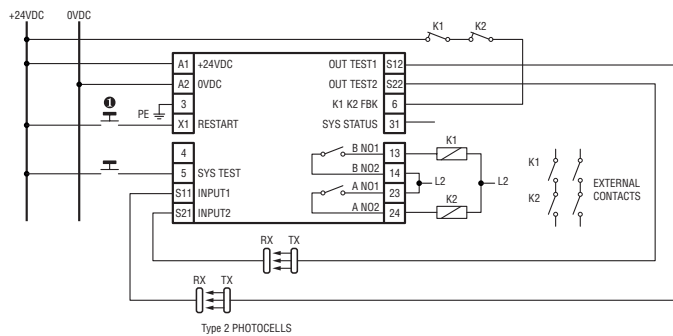 +24VDC 0VDC
K1 K2
A1 +24VDC OUT TEST1 S12
A2 0VDC OUT TEST2 S22
PE 3 K1 K2 FBK 6
❶ X1 RESTART SYS STATUS 31
4 B NO1 13 K1
5 SYS TEST B NO2 14 L2 L2
S11 INPUT1 A NO1 23
S21 INPUT2 A NO2 24 K2
K1
K2
EXTERNAL
CONTACTS
RX TX
RX TX
Type 2 PHOTOCELLS